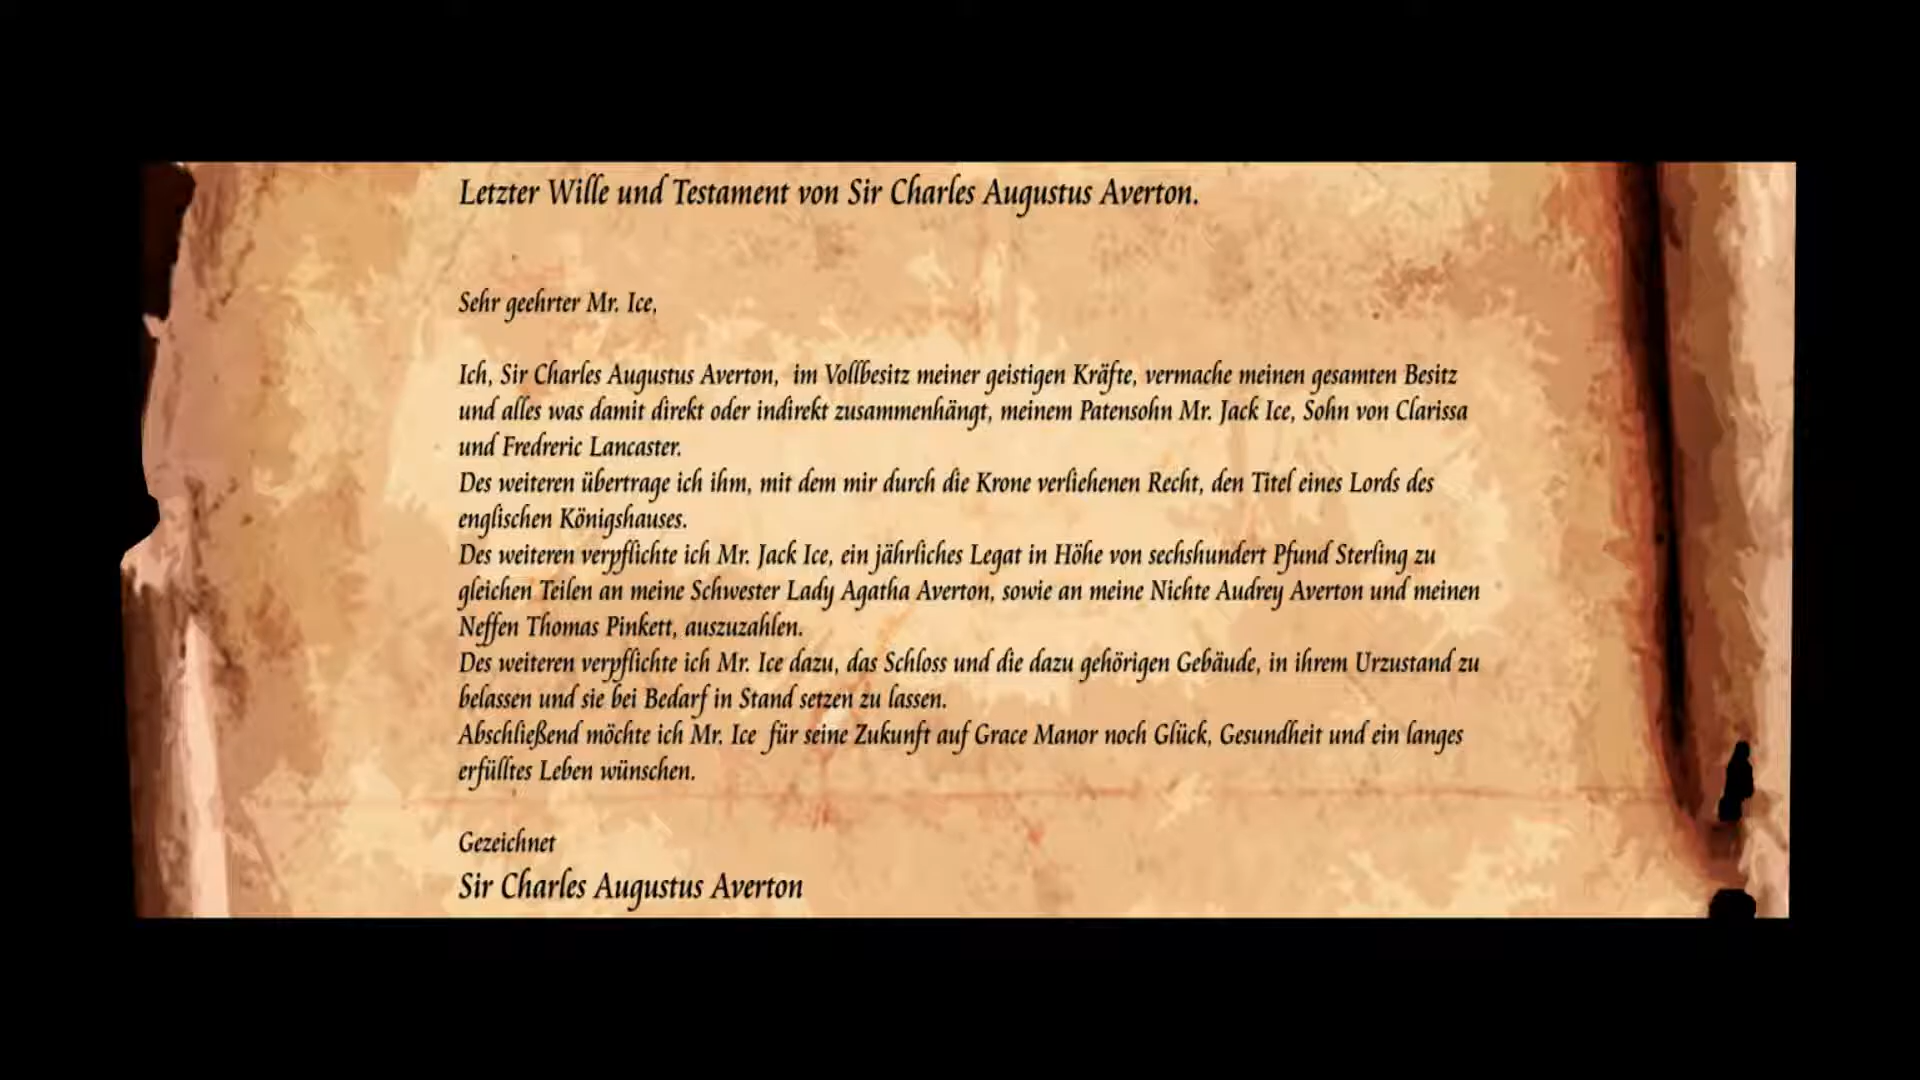 Letzter Wille und Testament von Sir Charles Augustus Averton.
Sehr geehrter Mr. Ice,
Ich, Sir Charles Augustus Averton, im Vollbesitz meiner geistigen Kräfte, vermache meinen gesamten Besitz
und alles was damit direkt oder indirekt zusammenhängt, meinem Patensohn Mr. Jack Ice, Sohn von Clarissa
und Fredreric Lancaster.
Des weiteren übertrage ich ihm, mit dem mir durch die Krone verliehenen Recht, den Titel eines Lords des
englischen Königshauses.
Des weiteren verpflichte ich Mr. Jack Ice, ein jährliches Legat in Höhe von sechshundert Pfund Sterling zu
gleichen Teilen an meine Schwester Lady Agatha Averton, sowie an meine Nichte Audrey Averton und meinen
Neffen Thomas Pinkett, auszuzahlen.
Des weiteren verpflichte ich Mr. Ice dazu, das Schloss und die dazu gehörigen Gebäude, in ihrem Urzustand zu
belassen und sie bei Bedarf in Stand setzen zu lassen.
Abschließend möchte ich Mr. Ice für seine Zukunft auf Grace Manor noch Glück, Gesundheit und ein langes
erfülltes Leben wünschen.
Gezeichnet
Sir Charles Augustus Averton